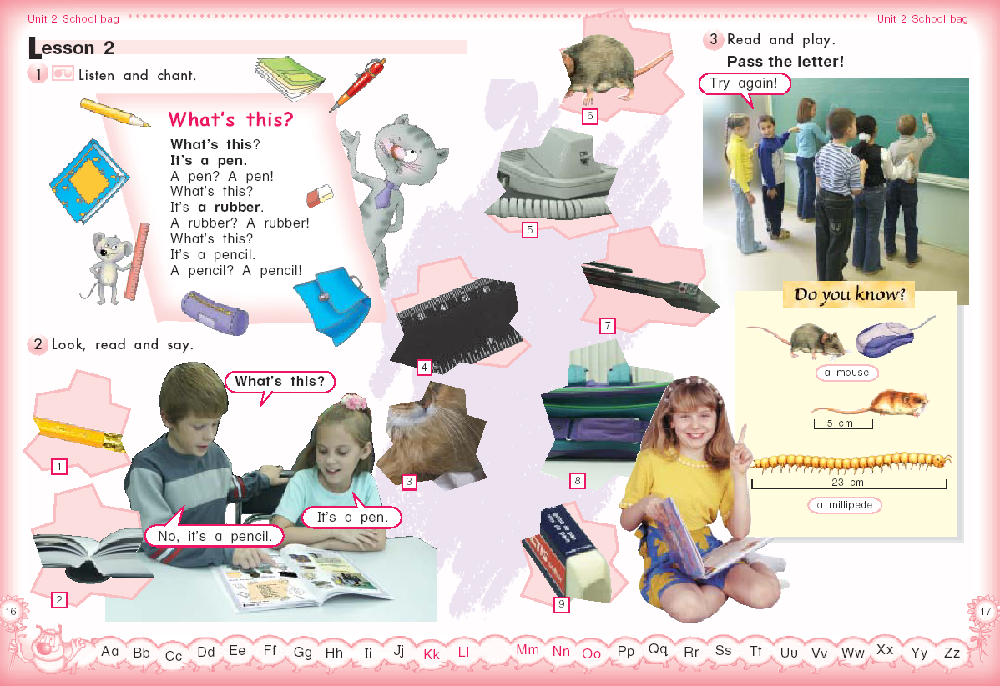 Unit 2 School bag
Unit 2 School bag
Lesson 2
1 Listen and chant.
What's this?
What's this?
It's a pen.
A pen? A pen!
What's this?
It's a rubber.
A rubber? A rubber!
What's this?
It's a pencil.
A pencil? A pencil!
2 Look, read and say.
What's this?
It's a pen.
No, it's a pencil.
1
2
3
4
5
6
7
8
9
3 Read and play.
Pass the letter!
Try again!
Do you know?
a mouse
5 cm
23 cm
a millipede
16
17
Aa Bb Cc Dd Ee Ff Gg Hh Ii Jj Kk Ll Mm Nn Oo Pp Qq Rr Ss Tt Uu Vv Ww Xx Yy Zz